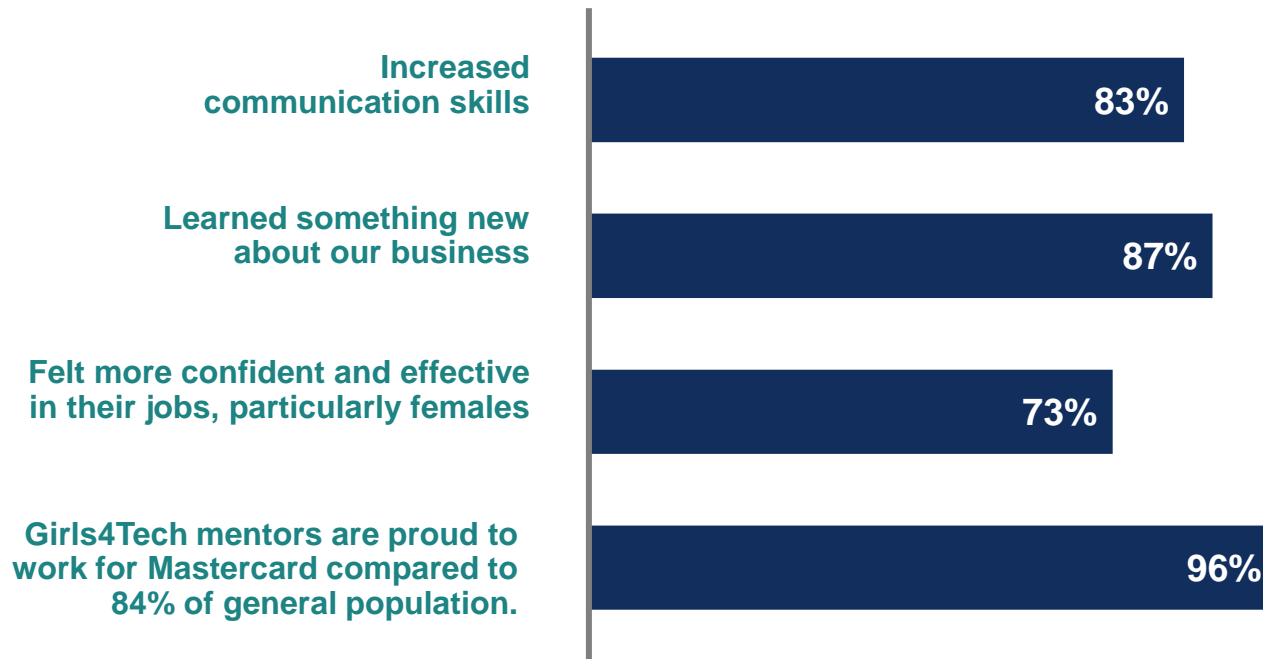 Increased
communication skills
83%
Learned something new
about our business
87%
Felt more confident and effective
in their jobs, particularly females
73%
Girls4Tech mentors are proud to
work for Mastercard compared to
84% of general population.
96%